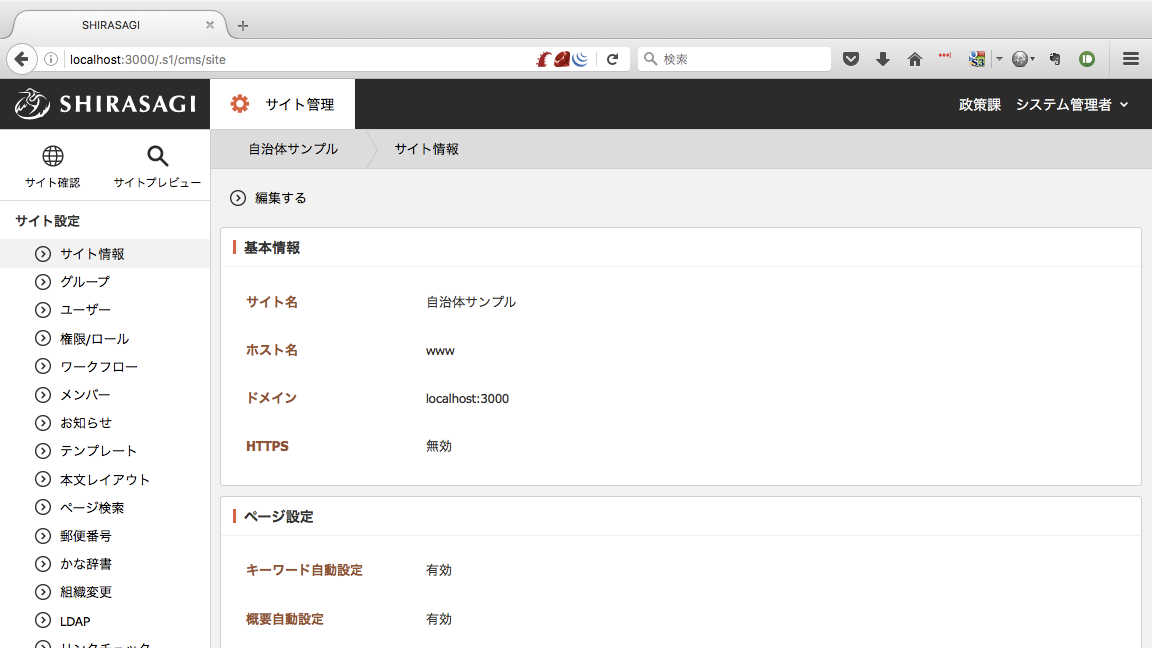 SHIRASAGI
localhost:3000/.s1/cms/site
検索
SHIRASAGI
サイト管理
政策課 システム管理者
サイト確認
サイトプレビュー
自治体サンプル
サイト情報
編集する
サイト設定
サイト情報
グループ
ユーザー
権限/ロール
ワークフロー
メンバー
お知らせ
テンプレート
本文レイアウト
ページ検索
郵便番号
かな辞書
組織変更
LDAP
リンクチェック
基本情報
サイト名 自治体サンプル
ホスト名 www
ドメイン localhost:3000
HTTPS 無効
ページ設定
キーワード自動設定 有効
概要自動設定 有効